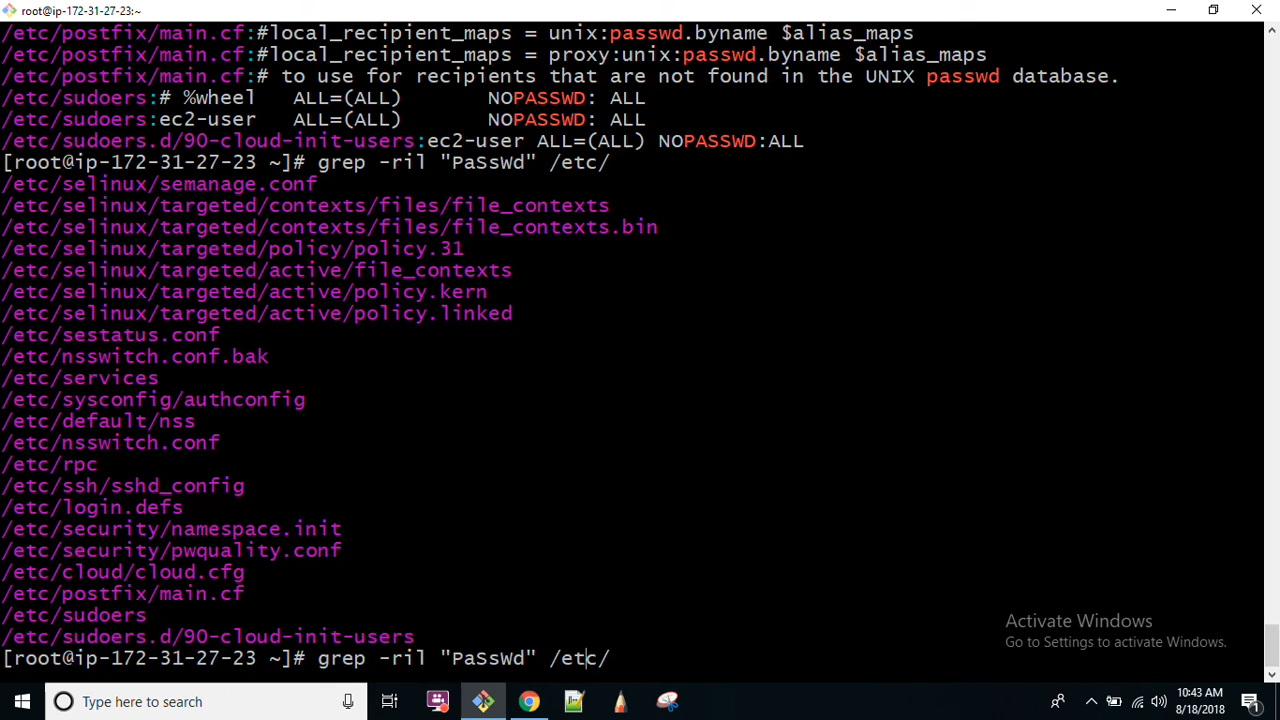 root@ip-172-31-27-23:~
/etc/postfix/main.cf:#local_recipient_maps = unix:passwd.byname $alias_maps
/etc/postfix/main.cf:#local_recipient_maps = proxy:unix:passwd.byname $alias_maps
/etc/postfix/main.cf:# to use for recipients that are not found in the UNIX passwd database.
/etc/sudoers:# %wheel ALL=(ALL) NOPASSWD: ALL
/etc/sudoers:ec2-user ALL=(ALL) NOPASSWD: ALL
/etc/sudoers.d/90-cloud-init-users:ec2-user ALL=(ALL) NOPASSWD:ALL
[root@ip-172-31-27-23 ~]# grep -ril "PaSsWd" /etc/
/etc/selinux/semanage.conf
/etc/selinux/targeted/contexts/files/file_contexts
/etc/selinux/targeted/contexts/files/file_contexts.bin
/etc/selinux/targeted/policy/policy.31
/etc/selinux/targeted/active/file_contexts
/etc/selinux/targeted/active/policy.kern
/etc/selinux/targeted/active/policy.linked
/etc/sestatus.conf
/etc/nsswitch.conf.bak
/etc/services
/etc/sysconfig/authconfig
/etc/default/nss
/etc/nsswitch.conf
/etc/rpc
/etc/ssh/sshd_config
/etc/login.defs
/etc/security/namespace.init
/etc/security/pwquality.conf
/etc/cloud/cloud.cfg
/etc/postfix/main.cf
/etc/sudoers
/etc/sudoers.d/90-cloud-init-users
[root@ip-172-31-27-23 ~]# grep -ril "PaSsWd" /etc/
Activate Windows
Go to Settings to activate Windows.
Type here to search
10:43 AM
8/18/2018
1